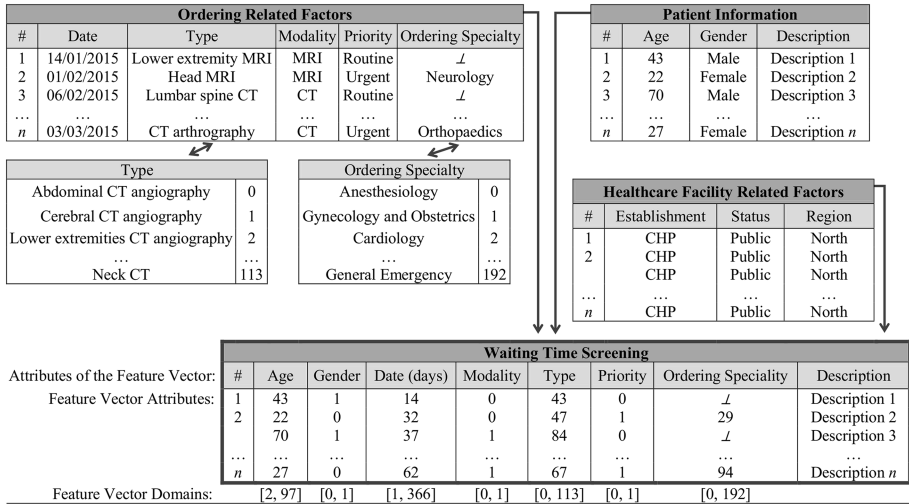 Ordering Related Factors
# Date Type Modality Priority Ordering Specialty
1 14/01/2015 Lower extremity MRI MRI Routine ⊥
2 01/02/2015 Head MRI MRI Urgent Neurology
3 06/02/2015 Lumbar spine CT CT Routine ⊥
… … … … … …
n 03/03/2015 CT arthrography CT Urgent Orthopaedics
Patient Information
# Age Gender Description
1 43 Male Description 1
2 22 Female Description 2
3 70 Male Description 3
… … … …
n 27 Female Description n
Type
Abdominal CT angiography 0
Cerebral CT angiography 1
Lower extremities CT angiography 2
… …
Neck CT 113
Ordering Specialty
Anesthesiology 0
Gynecology and Obstetrics 1
Cardiology 2
… …
General Emergency 192
Healthcare Facility Related Factors
# Establishment Status Region
1 CHP Public North
2 CHP Public North
CHP Public North
… … … …
n CHP Public North
Waiting Time Screening
Attributes of the Feature Vector: # Age Gender Date (days) Modality Type Priority Ordering Speciality Description
Feature Vector Attributes: 1 43 1 14 0 43 0 ⊥ Description 1
2 22 0 32 0 47 1 29 Description 2
70 1 37 1 84 0 ⊥ Description 3
… … … … … … … … …
n 27 0 62 1 67 1 94 Description n
Feature Vector Domains: [2, 97] [0, 1] [1, 366] [0, 1] [0, 113] [0, 1] [0, 192]